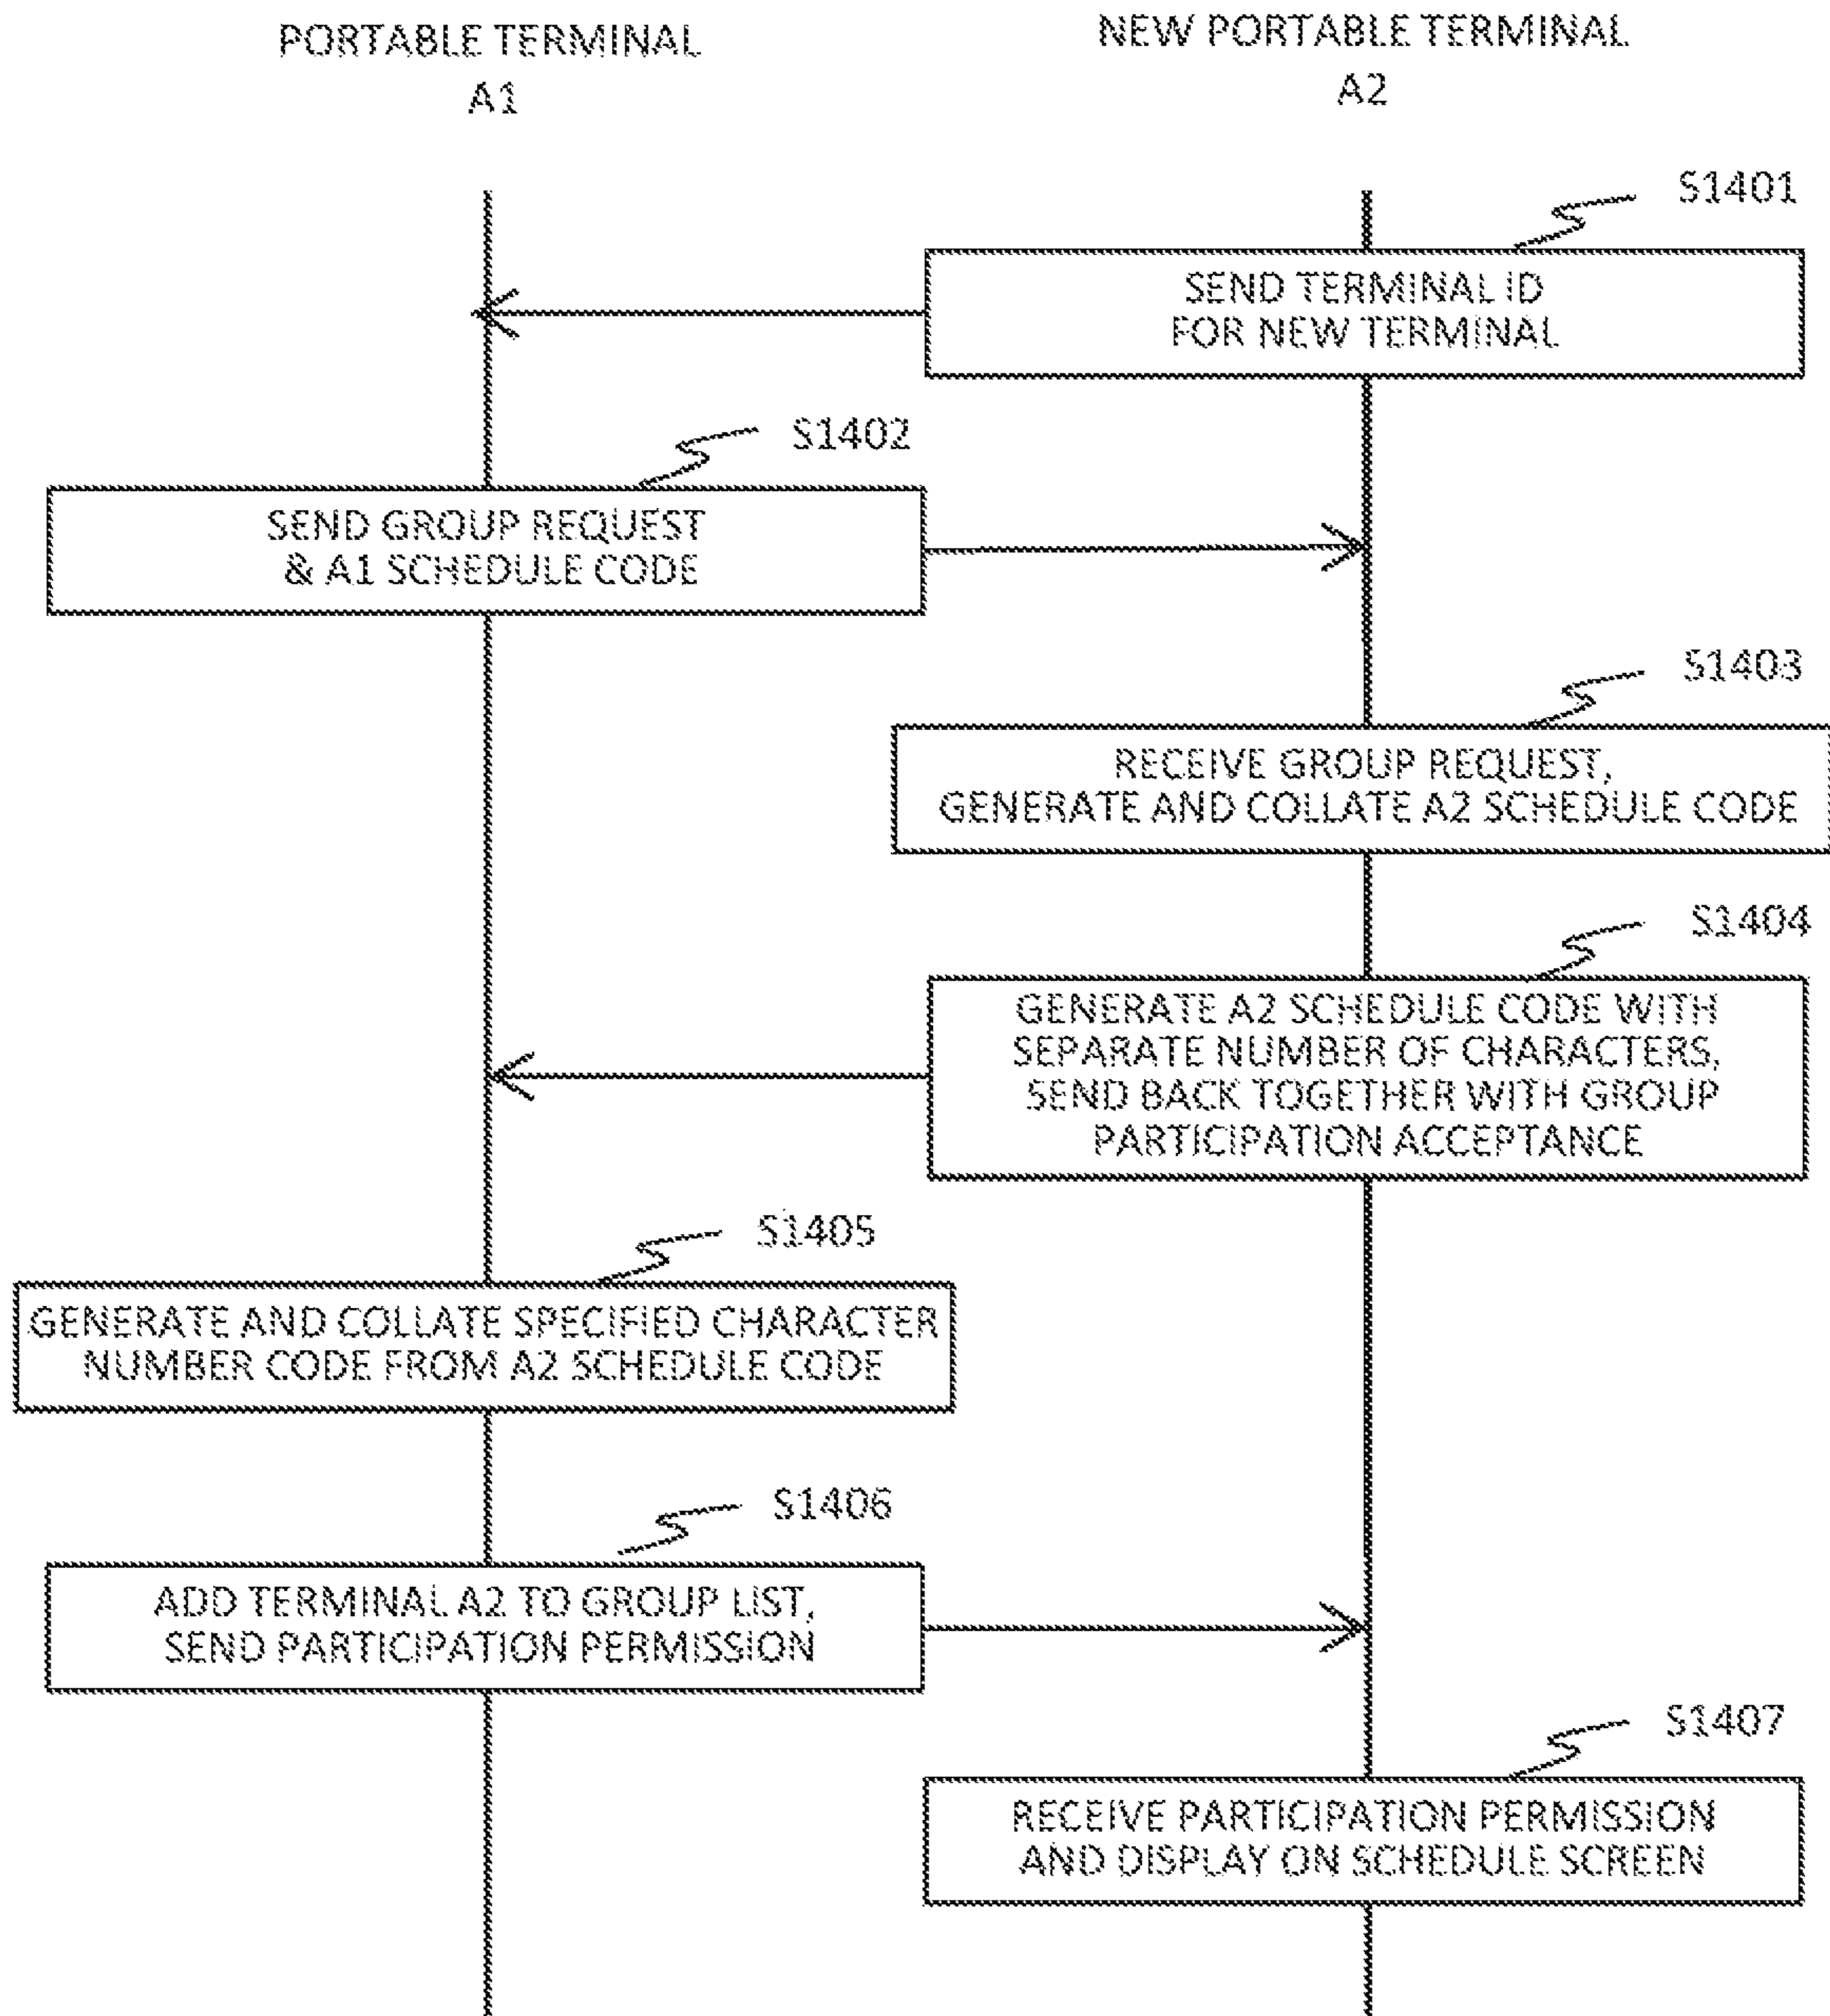 PORTABLE TERMINAL
A1
NEW PORTABLE TERMINAL
A2
S1401
SEND TERMINAL ID
FOR NEW TERMINAL
S1402
SEND GROUP REQUEST
& A1 SCHEDULE CODE
S1403
RECEIVE GROUP REQUEST,
GENERATE AND COLLATE A2 SCHEDULE CODE
S1404
GENERATE A2 SCHEDULE CODE WITH
SEPARATE NUMBER OF CHARACTERS,
SEND BACK TOGETHER WITH GROUP
PARTICIPATION ACCEPTANCE
S1405
GENERATE AND COLLATE SPECIFIED CHARACTER
NUMBER CODE FROM A2 SCHEDULE CODE
S1406
ADD TERMINAL A2 TO GROUP LIST,
SEND PARTICIPATION PERMISSION
S1407
RECEIVE PARTICIPATION PERMISSION
AND DISPLAY ON SCHEDULE SCREEN